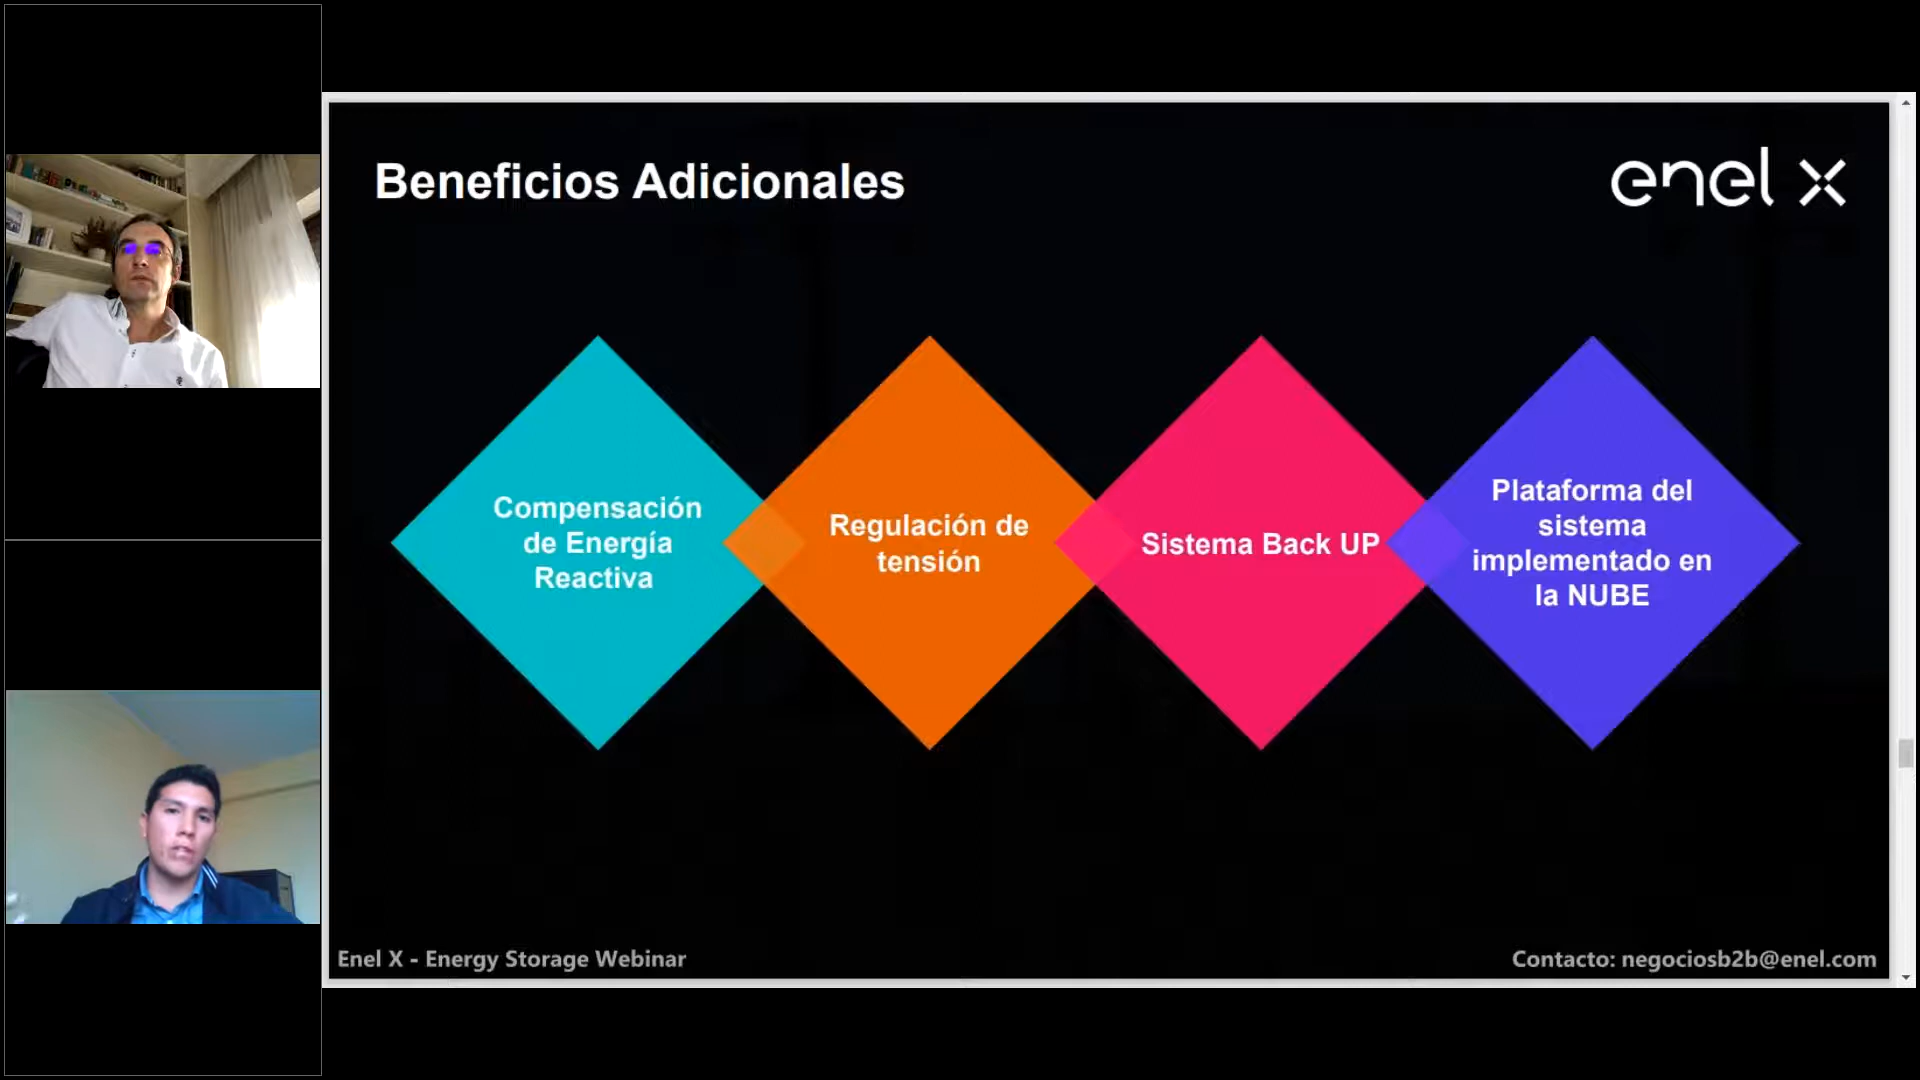 Beneficios Adicionales
enel x
Compensación
de Energía
Reactiva
Regulación de
tensión
Sistema Back UP
Plataforma del
sistema
implementado en
la NUBE
Enel X - Energy Storage Webinar
Contacto: negociosb2b@enel.com